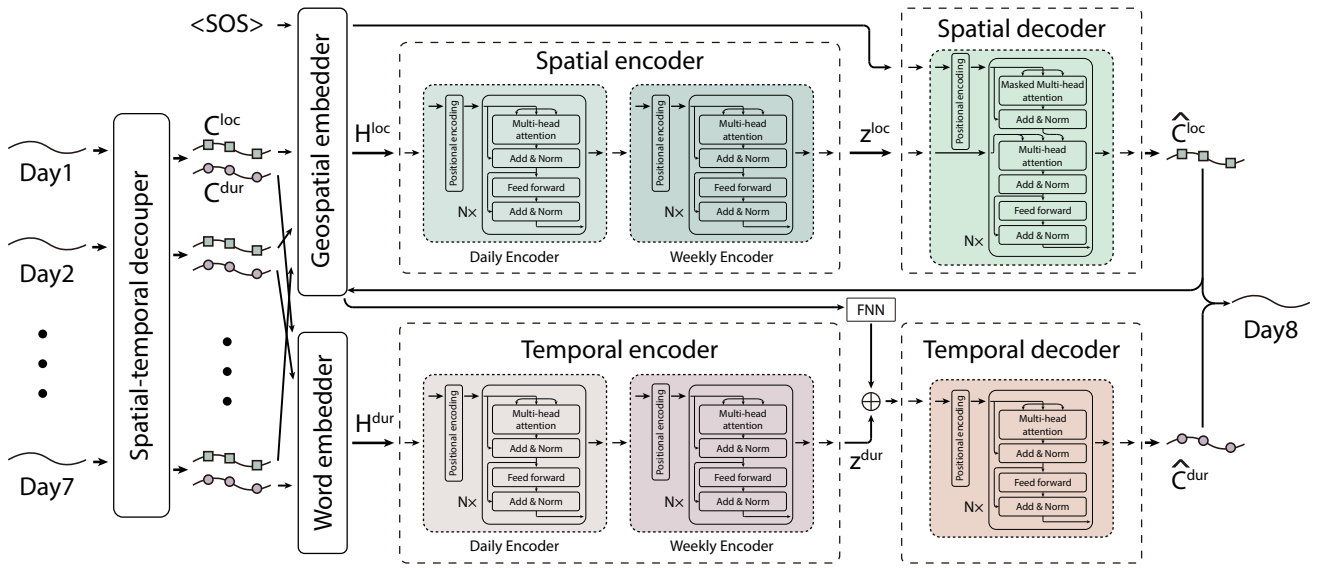 <SOS>
Day1
Day2
Day7
Spatial-temporal decouper
C^loc
C^dur
Geospatial embedder
Word embedder
H^loc
Spatial encoder
Positional encoding
Multi-head
attention
Add & Norm
Feed forward
Add & Norm
N×
Daily Encoder
Positional encoding
Multi-head
attention
Add & Norm
Feed forward
Add & Norm
N×
Weekly Encoder
z^loc
Spatial decoder
Positional encoding
Masked Multi-head
attention
Add & Norm
Multi-head
attention
Add & Norm
Feed forward
Add & Norm
N×
Ĉ^loc
FNN
Day8
H^dur
Temporal encoder
Positional encoding
Multi-head
attention
Add & Norm
Feed forward
Add & Norm
N×
Daily Encoder
Positional encoding
Multi-head
attention
Add & Norm
Feed forward
Add & Norm
N×
Weekly Encoder
z^dur
Temporal decoder
Positional encoding
Multi-head
attention
Add & Norm
Feed forward
Add & Norm
N×
Ĉ^dur